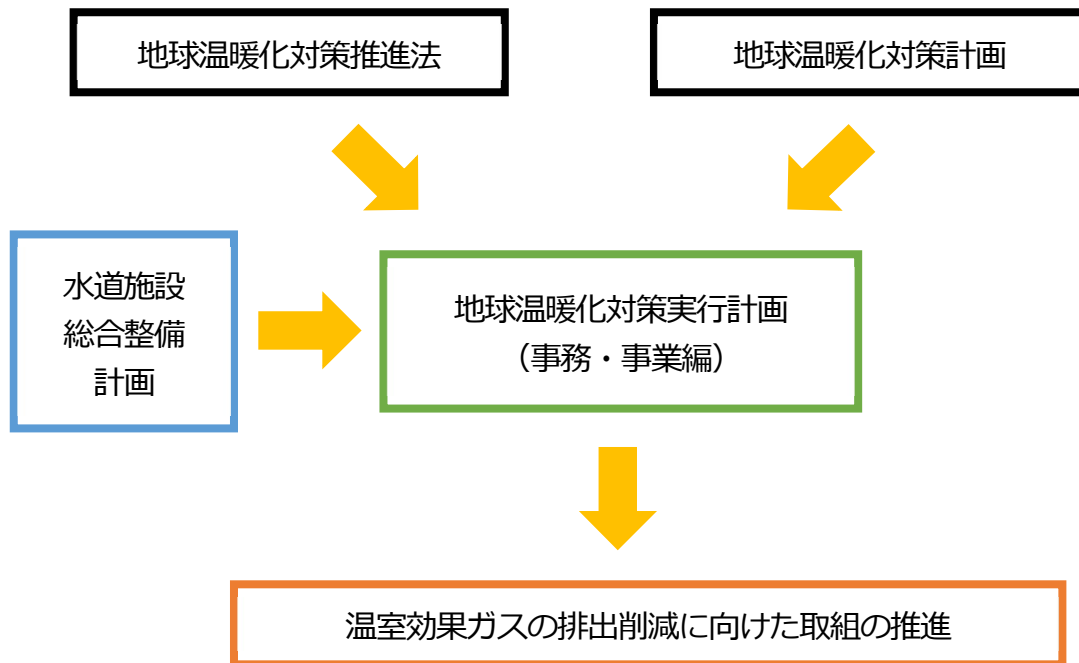 地球温暖化対策推進法
地球温暖化対策計画
水道施設
総合整備
計画
地球温暖化対策実行計画
（事務・事業編）
温室効果ガスの排出削減に向けた取組の推進